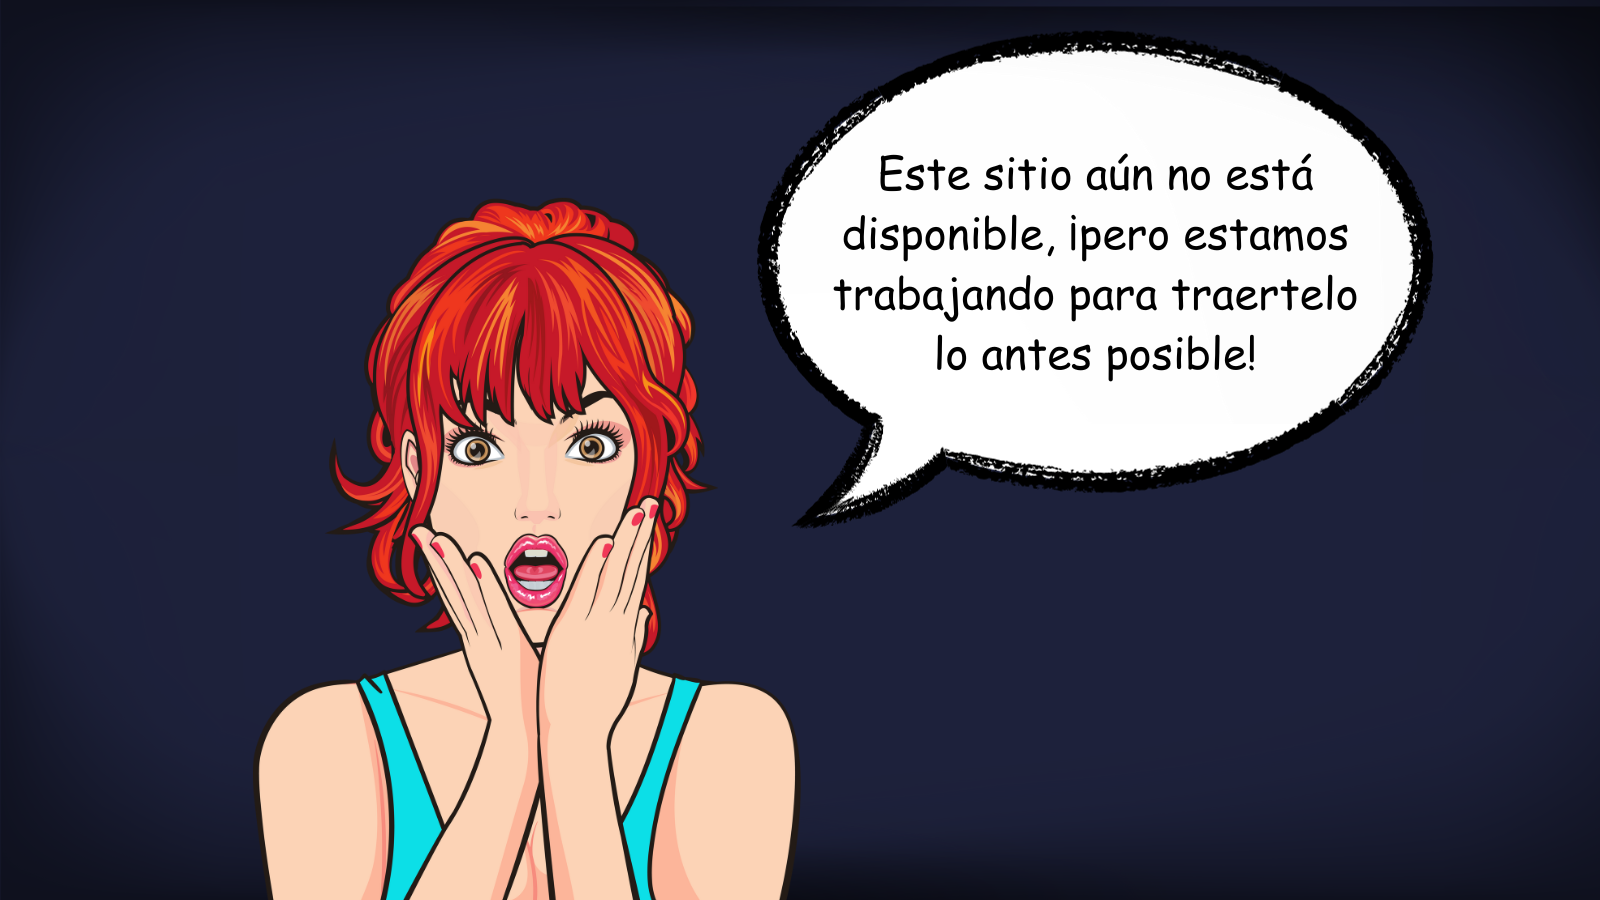 Este sitio aún no está
disponible, ¡pero estamos
trabajando para traertelo
lo antes posible!